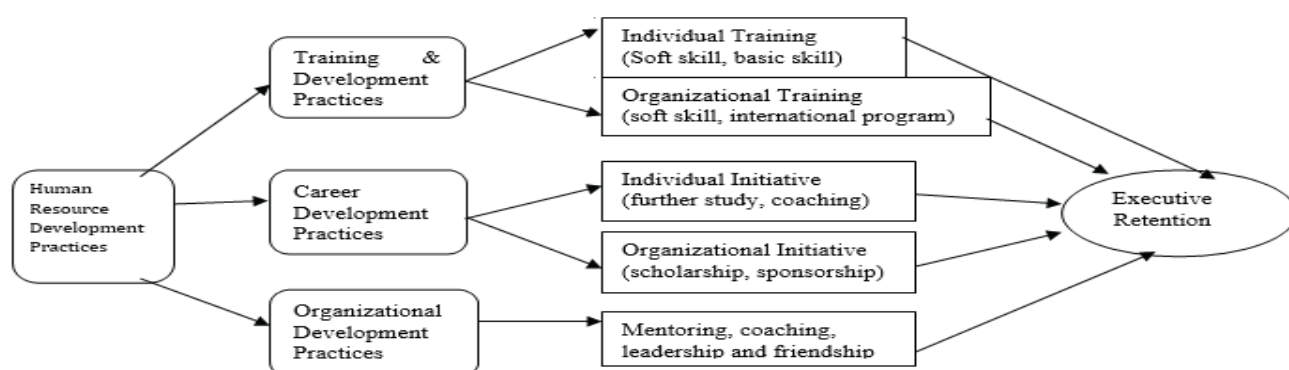 Human
Resource
Development
Practices
Training &
Development
Practices
Career
Development
Practices
Organizational
Development
Practices
Individual Training
(Soft skill, basic skill)
Organizational Training
(soft skill, international program)
Individual Initiative
(further study, coaching)
Organizational Initiative
(scholarship, sponsorship)
Mentoring, coaching,
leadership and friendship
Executive
Retention